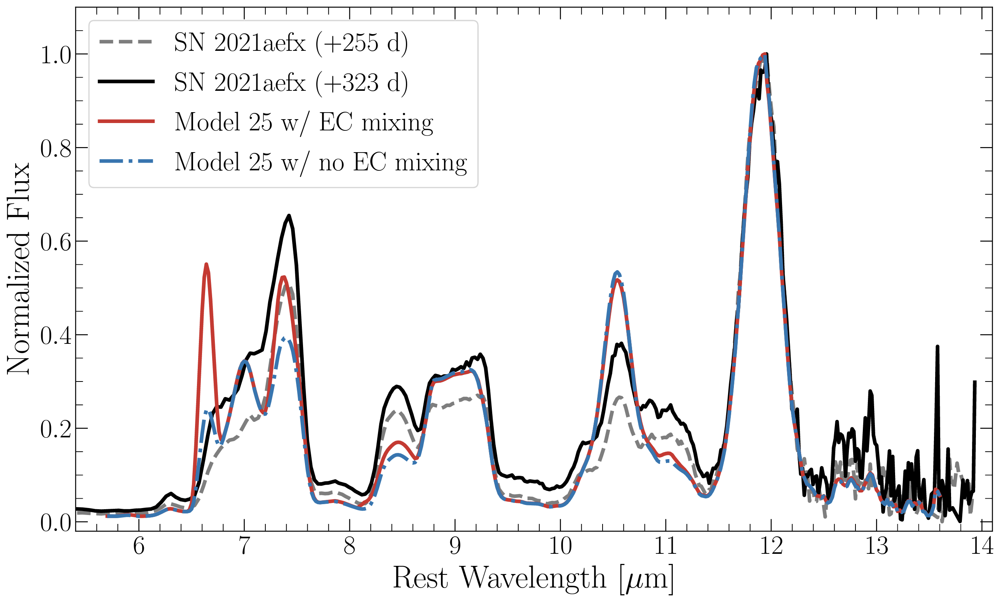 SN 2021aefx (+255 d)
SN 2021aefx (+323 d)
Model 25 w/ EC mixing
Model 25 w/ no EC mixing
Normalized Flux
1.0
0.8
0.6
0.4
0.2
0.0
6 7 8 9 10 11 12 13 14
Rest Wavelength [μm]